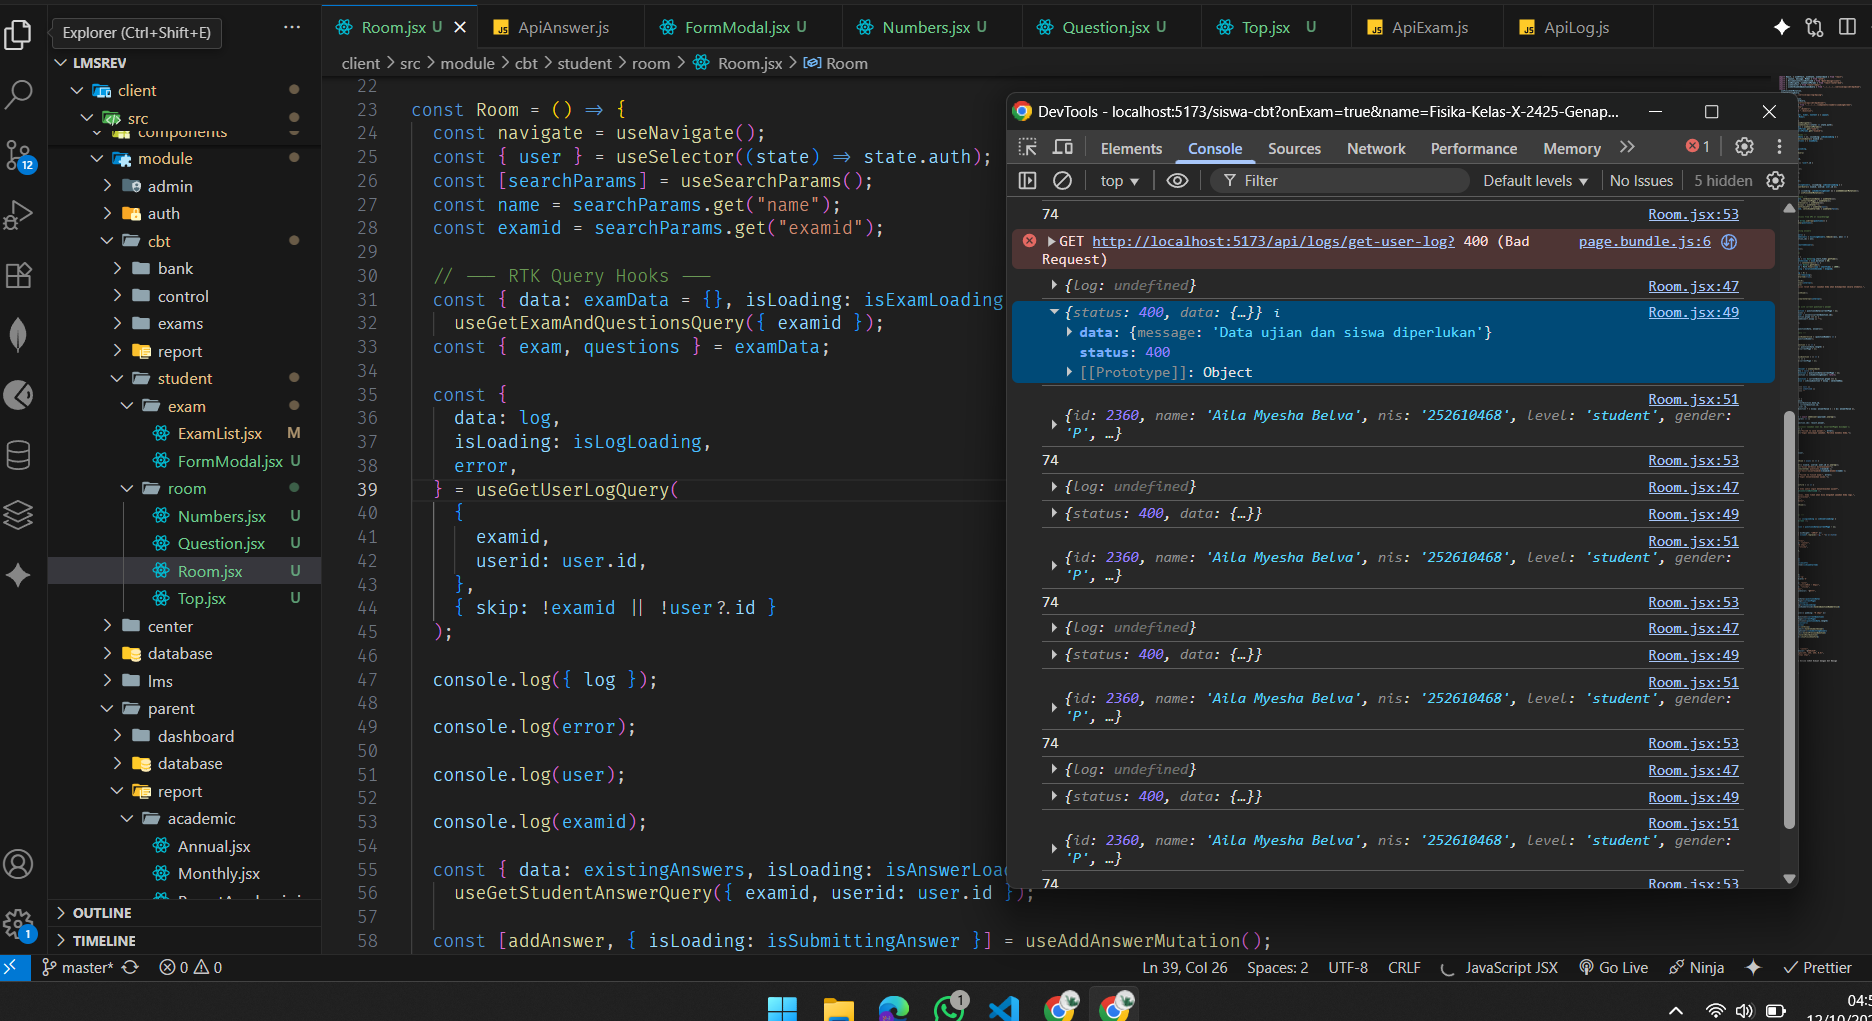 Explorer (Ctrl+Shift+E)
Room.jsx U
ApiAnswer.js
FormModal.jsx U
Numbers.jsx U
Question.jsx U
Top.jsx U
ApiExam.js
ApiLog.js
LMSREV
client
src
components
module
admin
auth
cbt
bank
control
exams
report
student
exam
ExamList.jsx M
FormModal.jsx U
room
Numbers.jsx U
Question.jsx U
Room.jsx U
Top.jsx U
center
database
lms
parent
dashboard
database
report
academic
Annual.jsx
Monthly.jsx
OUTLINE
TIMELINE
12
1
client > src > module > cbt > student > room > Room.jsx > Room
22
23 const Room = () => {
24 const navigate = useNavigate();
25 const { user } = useSelector((state) => state.auth);
26 const [searchParams] = useSearchParams();
27 const name = searchParams.get("name");
28 const examid = searchParams.get("examid");
29
30 // --- RTK Query Hooks ---
31 const { data: examData = {}, isLoading: isExamLoading
32 useGetExamAndQuestionsQuery({ examid });
33 const { exam, questions } = examData;
34
35 const {
36 data: log,
37 isLoading: isLogLoading,
38 error,
39 } = useGetUserLogQuery(
40 {
41 examid,
42 userid: user.id,
43 },
44 { skip: !examid || !user?.id }
45 );
46
47 console.log({ log });
48
49 console.log(error);
50
51 console.log(user);
52
53 console.log(examid);
54
55 const { data: existingAnswers, isLoading: isAnswerLoa
56 useGetStudentAnswerQuery({ examid, userid: user.id });
57
58 const [addAnswer, { isLoading: isSubmittingAnswer }] = useAddAnswerMutation();
DevTools - localhost:5173/siswa-cbt?onExam=true&name=Fisika-Kelas-X-2425-Genap...
Elements Console Sources Network Performance Memory 1
top Filter Default levels No Issues 5 hidden
74 Room.jsx:53
GET http://localhost:5173/api/logs/get-user-log? 400 (Bad page.bundle.js:6
Request)
{log: undefined} Room.jsx:47
{status: 400, data: {…}} i Room.jsx:49
data: {message: 'Data ujian dan siswa diperlukan'}
status: 400
[[Prototype]]: Object
Room.jsx:51
{id: 2360, name: 'Aila Myesha Belva', nis: '252610468', level: 'student', gender:
'P', …}
74 Room.jsx:53
{log: undefined} Room.jsx:47
{status: 400, data: {…}} Room.jsx:49
Room.jsx:51
{id: 2360, name: 'Aila Myesha Belva', nis: '252610468', level: 'student', gender:
'P', …}
74 Room.jsx:53
{log: undefined} Room.jsx:47
{status: 400, data: {…}} Room.jsx:49
Room.jsx:51
{id: 2360, name: 'Aila Myesha Belva', nis: '252610468', level: 'student', gender:
'P', …}
74 Room.jsx:53
{log: undefined} Room.jsx:47
{status: 400, data: {…}} Room.jsx:49
Room.jsx:51
{id: 2360, name: 'Aila Myesha Belva', nis: '252610468', level: 'student', gender:
'P', …}
74 Room.jsx:53
master* 0 0
Ln 39, Col 26 Spaces: 2 UTF-8 CRLF JavaScript JSX Go Live Ninja Prettier
1